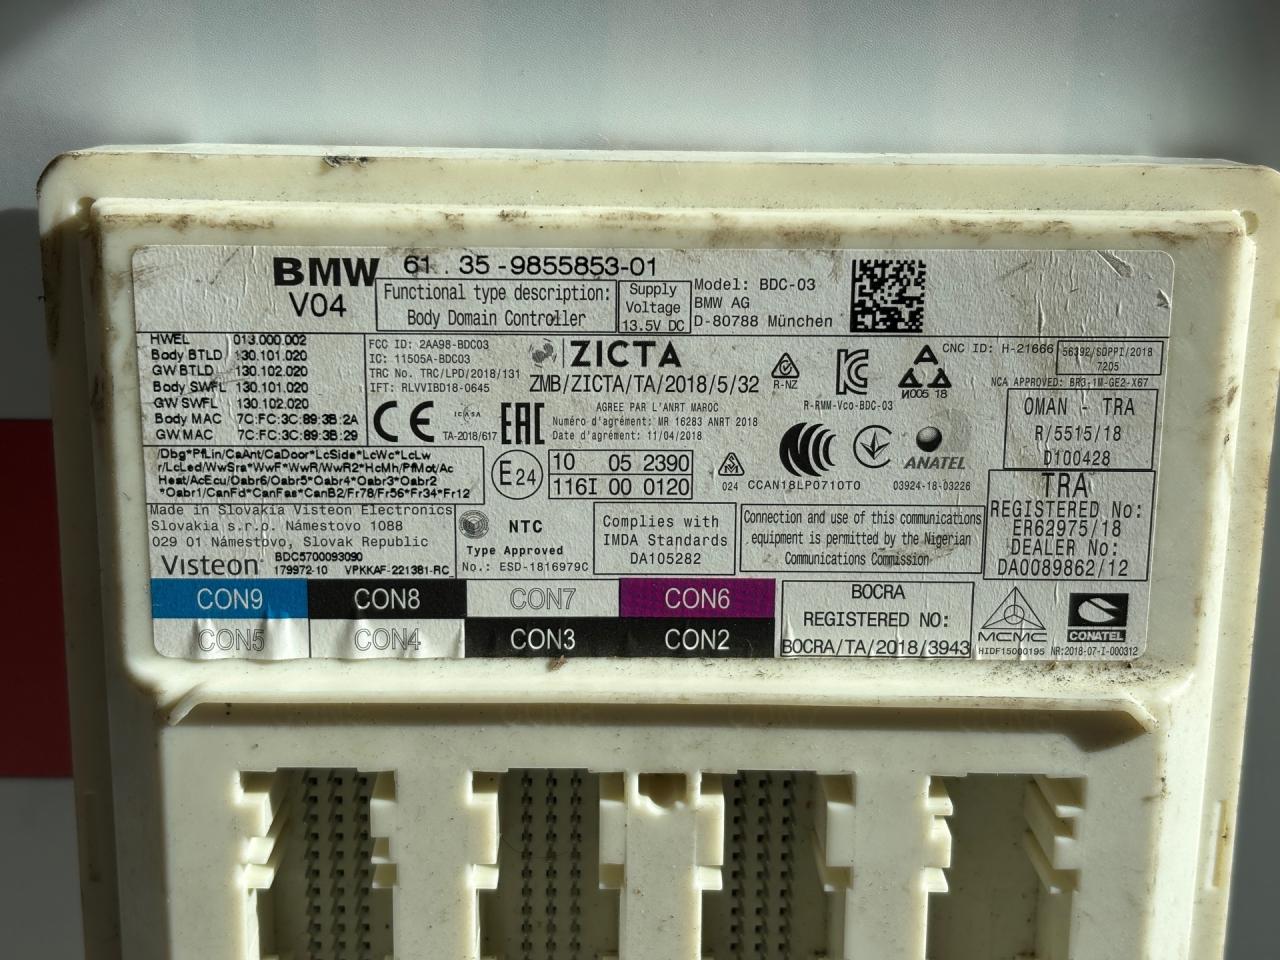 BMW 61.35-9855853-01
V04
Functional type description:
Body Domain Controller
Supply
Voltage
13.5V DC
Model: BDC-03
BMW AG
D-80788 München
HWEL 013.000.002
Body BTLD 130.101.020
GW BTLD 130.102.020
Body SWFL 130.101.020
GW SWFL 130.102.020
Body MAC 7C:FC:3C:89:3B:2A
GW MAC 7C:FC:3C:89:3B:29
FCC ID: 2AA98-BDC03
IC: 11505A-BDC03
TRC No: TRC/LPD/2018/131
IFT: RLVVIBD18-0645
ZICTA
ZMB/ZICTA/TA/2018/5/32
R-NZ
R-RMM-Vco-BDC-03
И005 18
CNC ID: H-21666
56392/SDPPI/2018
7205
NCA APPROVED: BR3-1M-GE2-X67
CE
ICASA
TA-2018/617
EAC
AGREE PAR L'ANRT MAROC
Numéro d'agrément: MR 16283 ANRT 2018
Date d'agrément: 11/04/2018
OMAN - TRA
R/5515/18
D100428
/Dbg*PfLin/CaAnt/CaDoor*LcSide*LcWc*LcLw
r/LcLed/WwSra*WwF*WwR/WwR2*HcMh/PfMot/Ac
Heat/AcEcu/Oabr6/Oabr5*Oabr4*Oabr3*Oabr2
*Oabr1/CanFd*CanFas*CanB2/Fr78/Fr56*Fr34*Fr12
E24
10 05 2390
116I 00 0120
024
CCAN18LP0710T0
ANATEL
03924-18-03226
TRA
REGISTERED No:
ER62975/18
DEALER No:
DA0089862/12
Made in Slovakia Visteon Electronics
Slovakia s.r.o. Námestovo 1088
029 01 Námestovo, Slovak Republic
BDC5700093090
Visteon 179972-10 VPKKAF-221381-RC_
NTC
Type Approved
No.: ESD-1816979C
Complies with
IMDA Standards
DA105282
Connection and use of this communications
equipment is permitted by the Nigerian
Communications Commission
CON9 CON8 CON7 CON6
CON5 CON4 CON3 CON2
BOCRA
REGISTERED NO:
BOCRA/TA/2018/3943
MCMC
HIDF15000195
CONATEL
NR:2018-07-I-000312